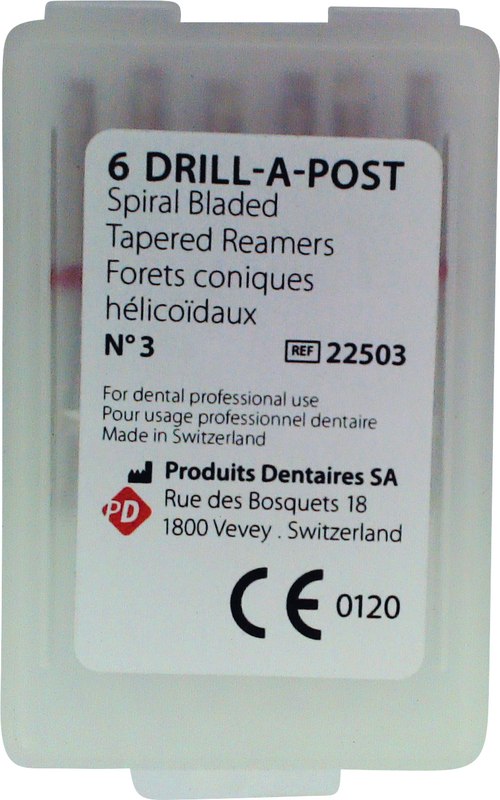 6 DRILL-A-POST
Spiral Bladed
Tapered Reamers
Forets coniques
hélicoïdaux
N° 3 REF 22503
For dental professional use
Pour usage professionnel dentaire
Made in Switzerland
Produits Dentaires SA
PD Rue des Bosquets 18
1800 Vevey . Switzerland
CE 0120